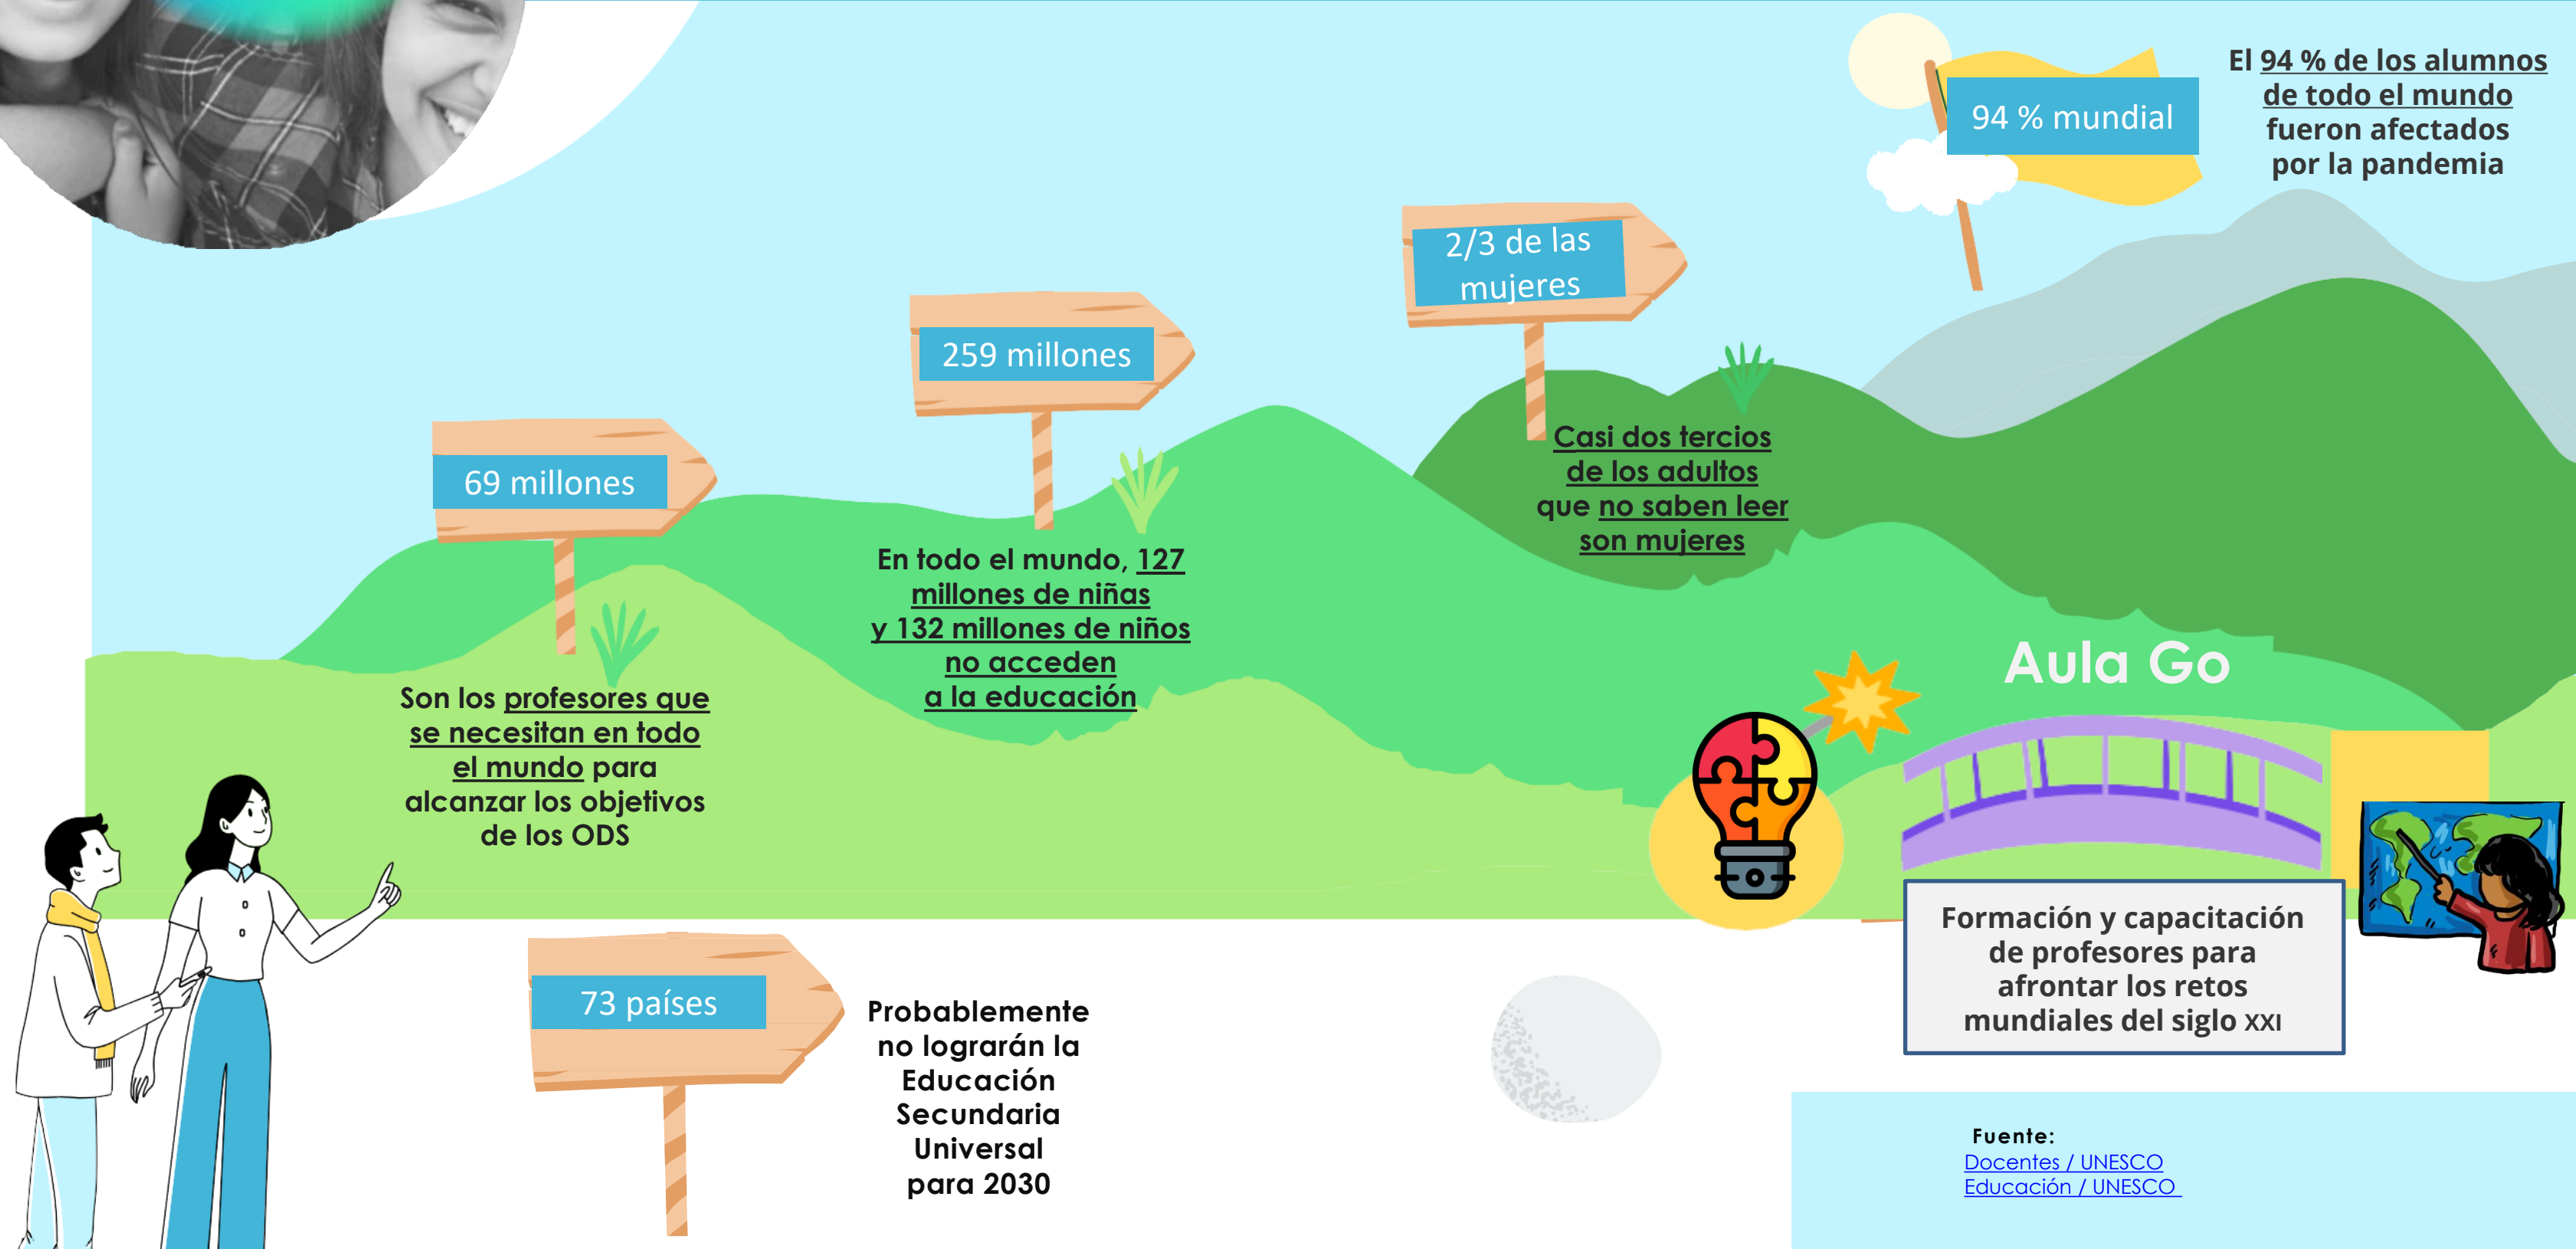 69 millones
Son los profesores que
se necesitan en todo
el mundo para
alcanzar los objetivos
de los ODS
259 millones
En todo el mundo, 127
millones de niñas
y 132 millones de niños
no acceden
a la educación
2/3 de las
mujeres
Casi dos tercios
de los adultos
que no saben leer
son mujeres
94 % mundial
El 94 % de los alumnos
de todo el mundo
fueron afectados
por la pandemia
73 países
Probablemente
no lograrán la
Educación
Secundaria
Universal
para 2030
Aula Go
Formación y capacitación
de profesores para
afrontar los retos
mundiales del siglo XXI
Fuente:
Docentes / UNESCO
Educación / UNESCO